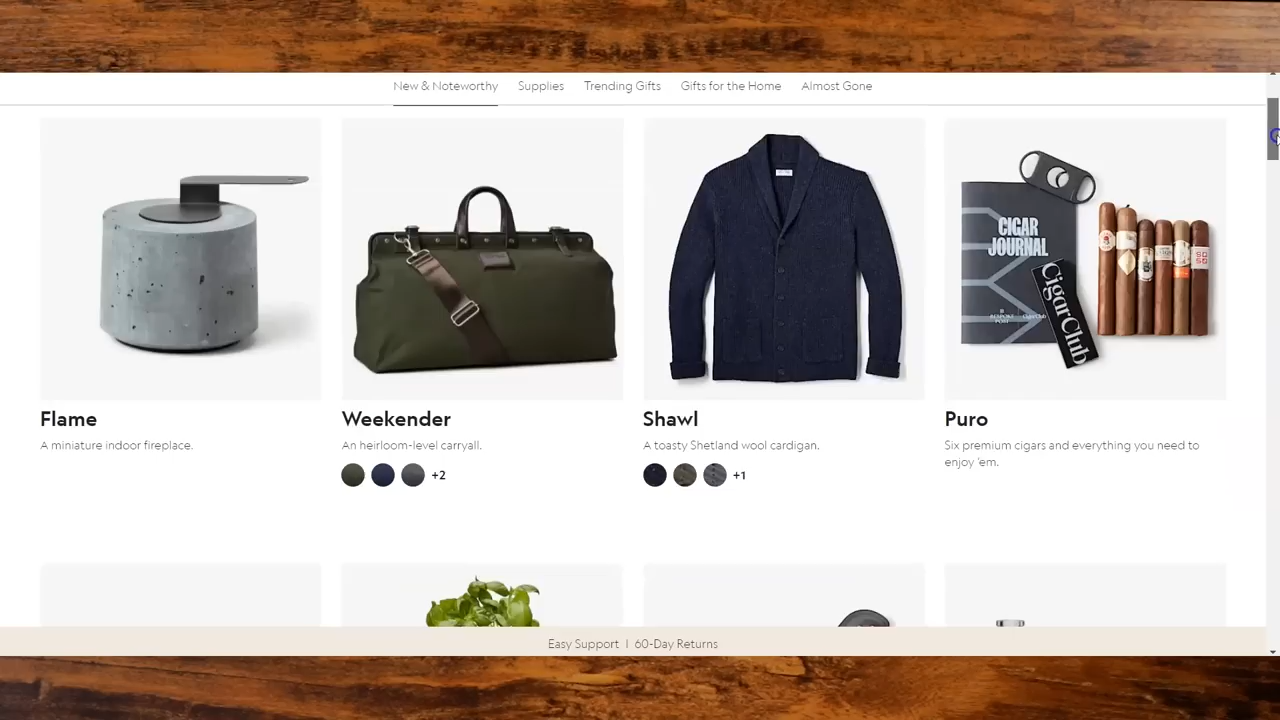 New & Noteworthy
Supplies
Trending Gifts
Gifts for the Home
Almost Gone
CIGAR
JOURNAL
CigarClub
Flame
A miniature indoor fireplace.
Weekender
An heirloom-level carryall.
+2
Shawl
A toasty Shetland wool cardigan.
+1
Puro
Six premium cigars and everything you need to
enjoy 'em.
Easy Support | 60-Day Returns